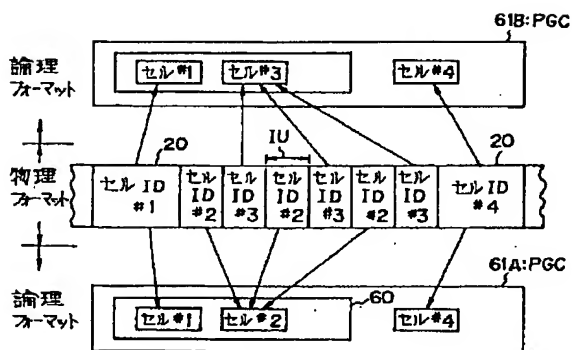 61B:PGC
論理
フォーマット
セル#1
セル#3
セル#4
20
IU
20
物理
フォーマット
セル ID
#1
セル
ID
#2
セル
ID
#3
セル
ID
#2
セル
ID
#3
セル
ID
#2
セル
ID
#3
セル ID
#4
61A:PGC
論理
フォーマット
60
セル#1
セル#2
セル#4